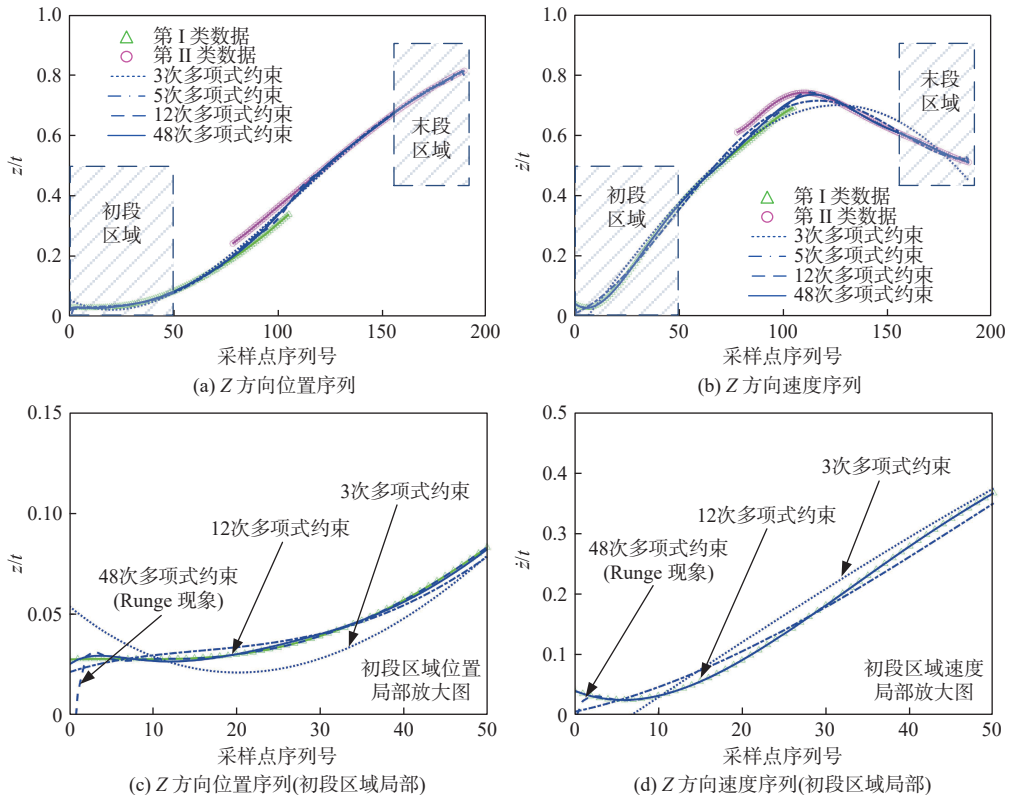 1.0
0.8
0.6
0.4
0.2
0
z/t
第 I 类数据
第 II 类数据
3次多项式约束
5次多项式约束
12次多项式约束
48次多项式约束
初段
区域
末段
区域
0
50
100
150
200
采样点序列号
(a) Z 方向位置序列
1.0
0.8
0.6
0.4
0.2
0
ż/t
末段
区域
初段
区域
第 I 类数据
第 II 类数据
3次多项式约束
5次多项式约束
12次多项式约束
48次多项式约束
0
50
100
150
200
采样点序列号
(b) Z 方向速度序列
0.15
0.10
0.05
0
z/t
3次多项式约束
12次多项式约束
48次多项式约束
(Runge 现象)
初段区域位置
局部放大图
0
10
20
30
40
50
采样点序列号
(c) Z 方向位置序列(初段区域局部)
0.5
0.4
0.3
0.2
0.1
0
ż/t
3次多项式约束
12次多项式约束
48次多项式约束
(Runge 现象)
初段区域速度
局部放大图
0
10
20
30
40
50
采样点序列号
(d) Z 方向速度序列(初段区域局部)